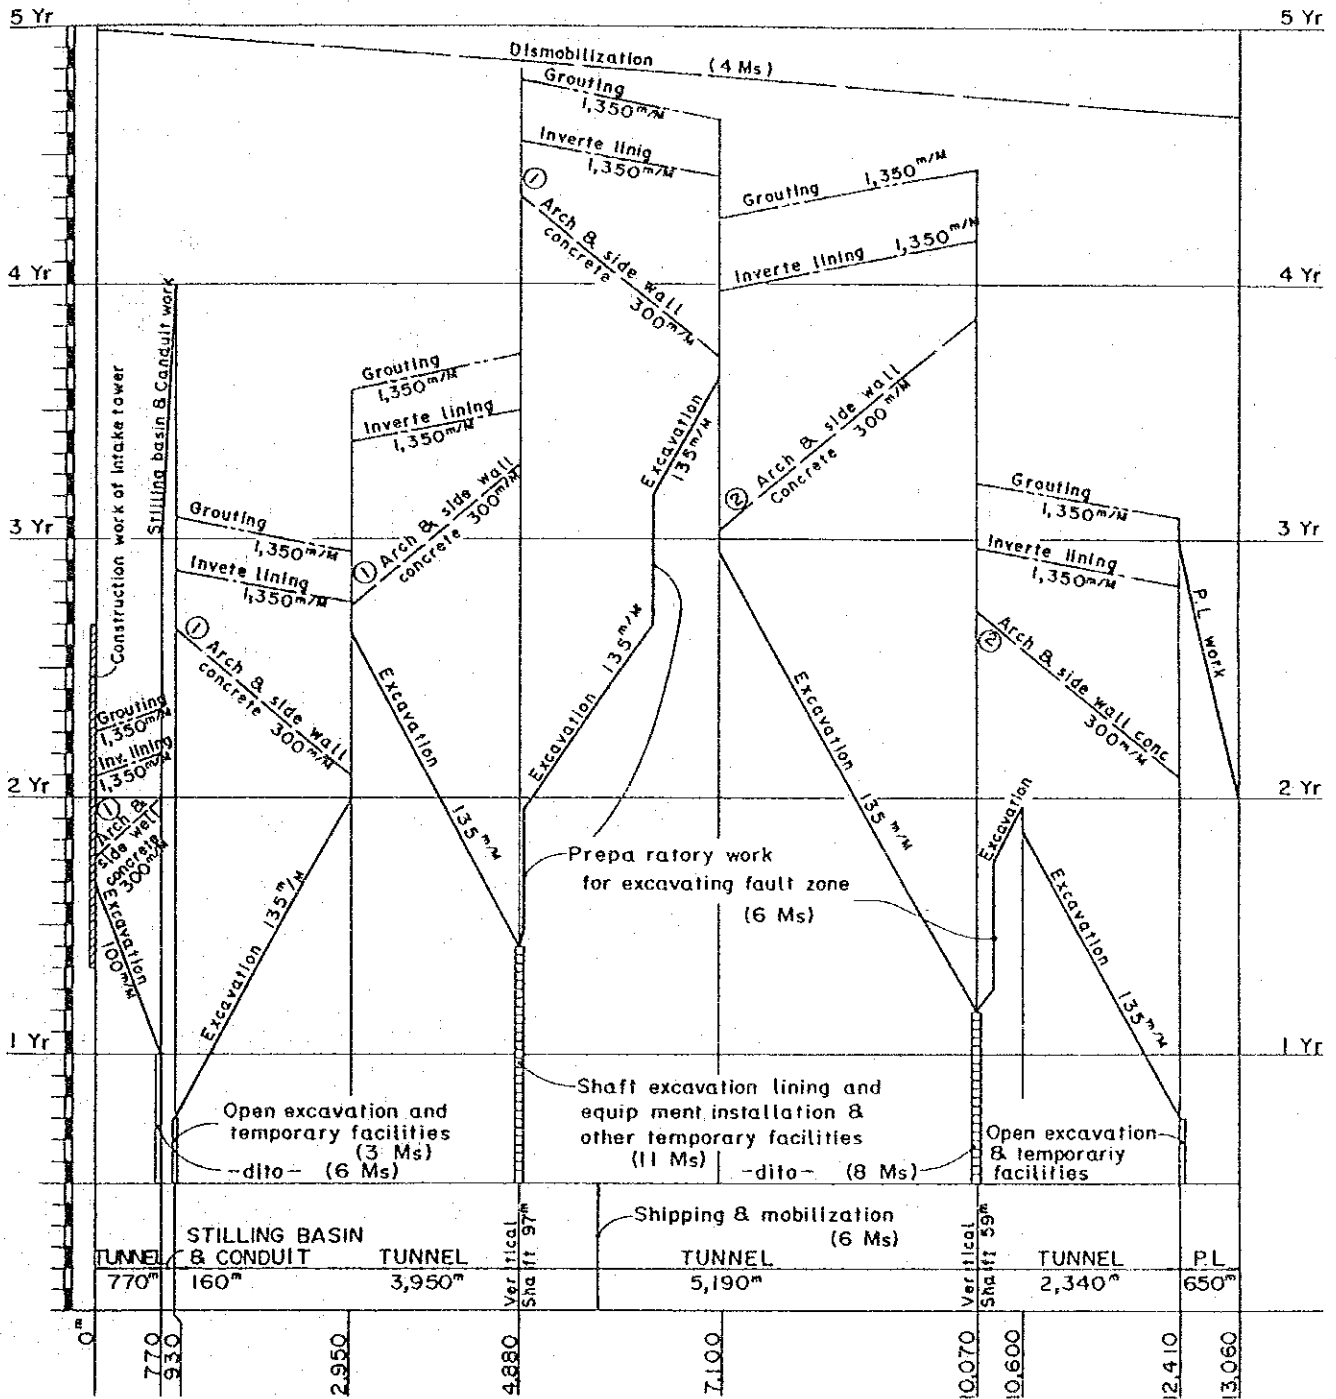 5 Yr
5 Yr
Dismobilization (4 Ms)
Grouting
1,350m/M
Inverte linig
1,350m/M
Grouting 1,350m/M
① Arch & side wall
concrete 300m/M
Inverte lining 1,350m/M
4 Yr
4 Yr
Stilling basin & Canduit work
Construction work of Intake tower
Grouting
1,350m/M
Inverte lining
1,350m/M
Excavation
135m/M
② Arch & side wall
Concrete 300m/M
① Arch & side wall
concrete 300m/M
Grouting
1,350m/M
Grouting
1,350m/M
3 Yr
3 Yr
Invete lining
1,350m/M
Inverte lining
1,350m/M
P.L work
① Arch & side wall
concrete
300m/M
Excavation 135m/M
② Arch & side wall conc
300m/M
Excavation
135m/M
Excavation
135m/M
Grouting
1,350m/M
Inv. lining
1,350m/M
2 Yr
2 Yr
① Arch &
side well
concrete
300m/M
Excavation
100m/M
Excavation 135m/M
Prepa ratory work
for excavating fault zone
(6 Ms)
Excavation
Excavation
135m/M
1 Yr
1 Yr
Open excavation and
temporary facilities
(3 Ms)
-dito- (6 Ms)
Shaft excavation lining and
equip ment installation &
other temporary facilities
(11 Ms)
-dito- (8 Ms)
Open excavation
& temporariy
facilities
Shipping & mobilization
(6 Ms)
TUNNEL
770m
STILLING BASIN
& CONDUIT
160m
TUNNEL
3,950m
Vertical
Shaft 97m
TUNNEL
5,190m
Vertical
Shaft 59m
TUNNEL
2,340m
P.L
650m
0m
770
930
2,950
4,880
7,100
10,070
10,600
12,410
13,060